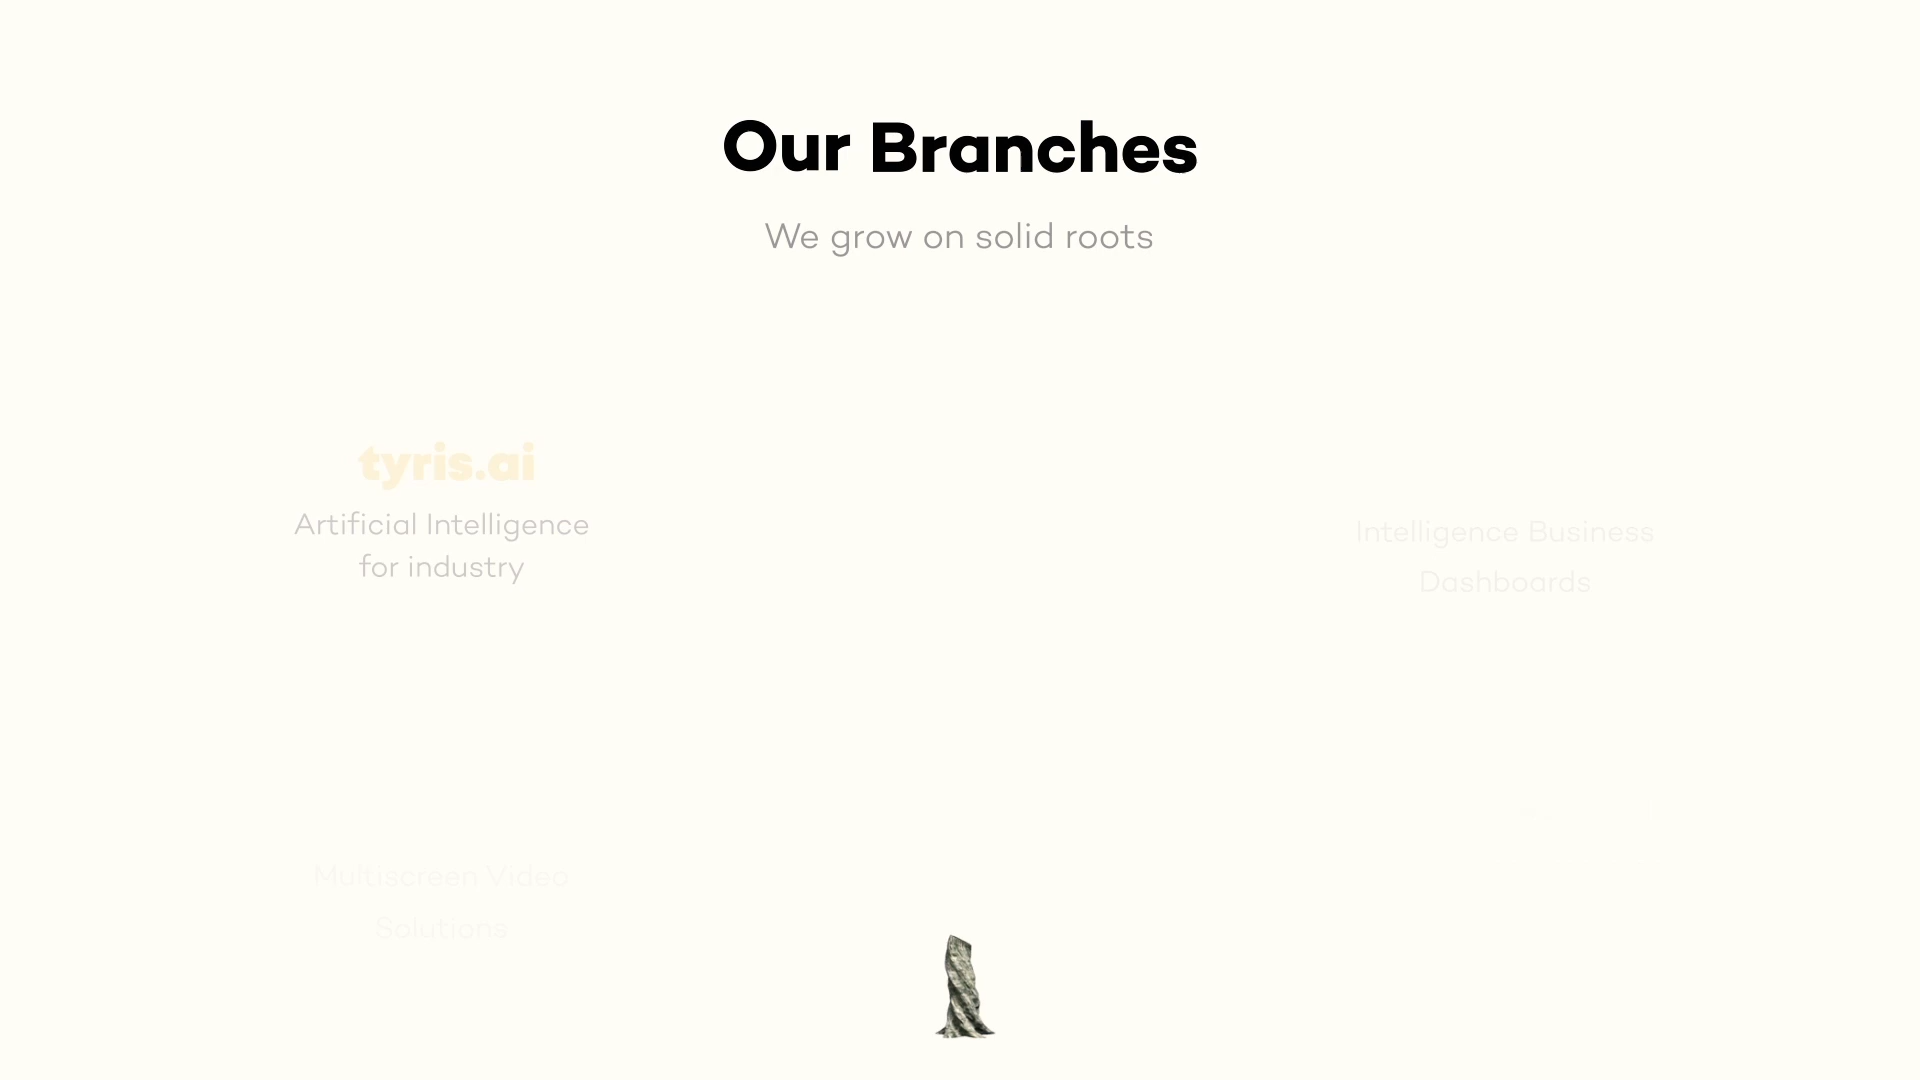 Our Branches
We grow on solid roots
tyris.ai
Artificial Intelligence
for industry
Intelligence Business
Dashboards
Multiscreen Video
Solutions